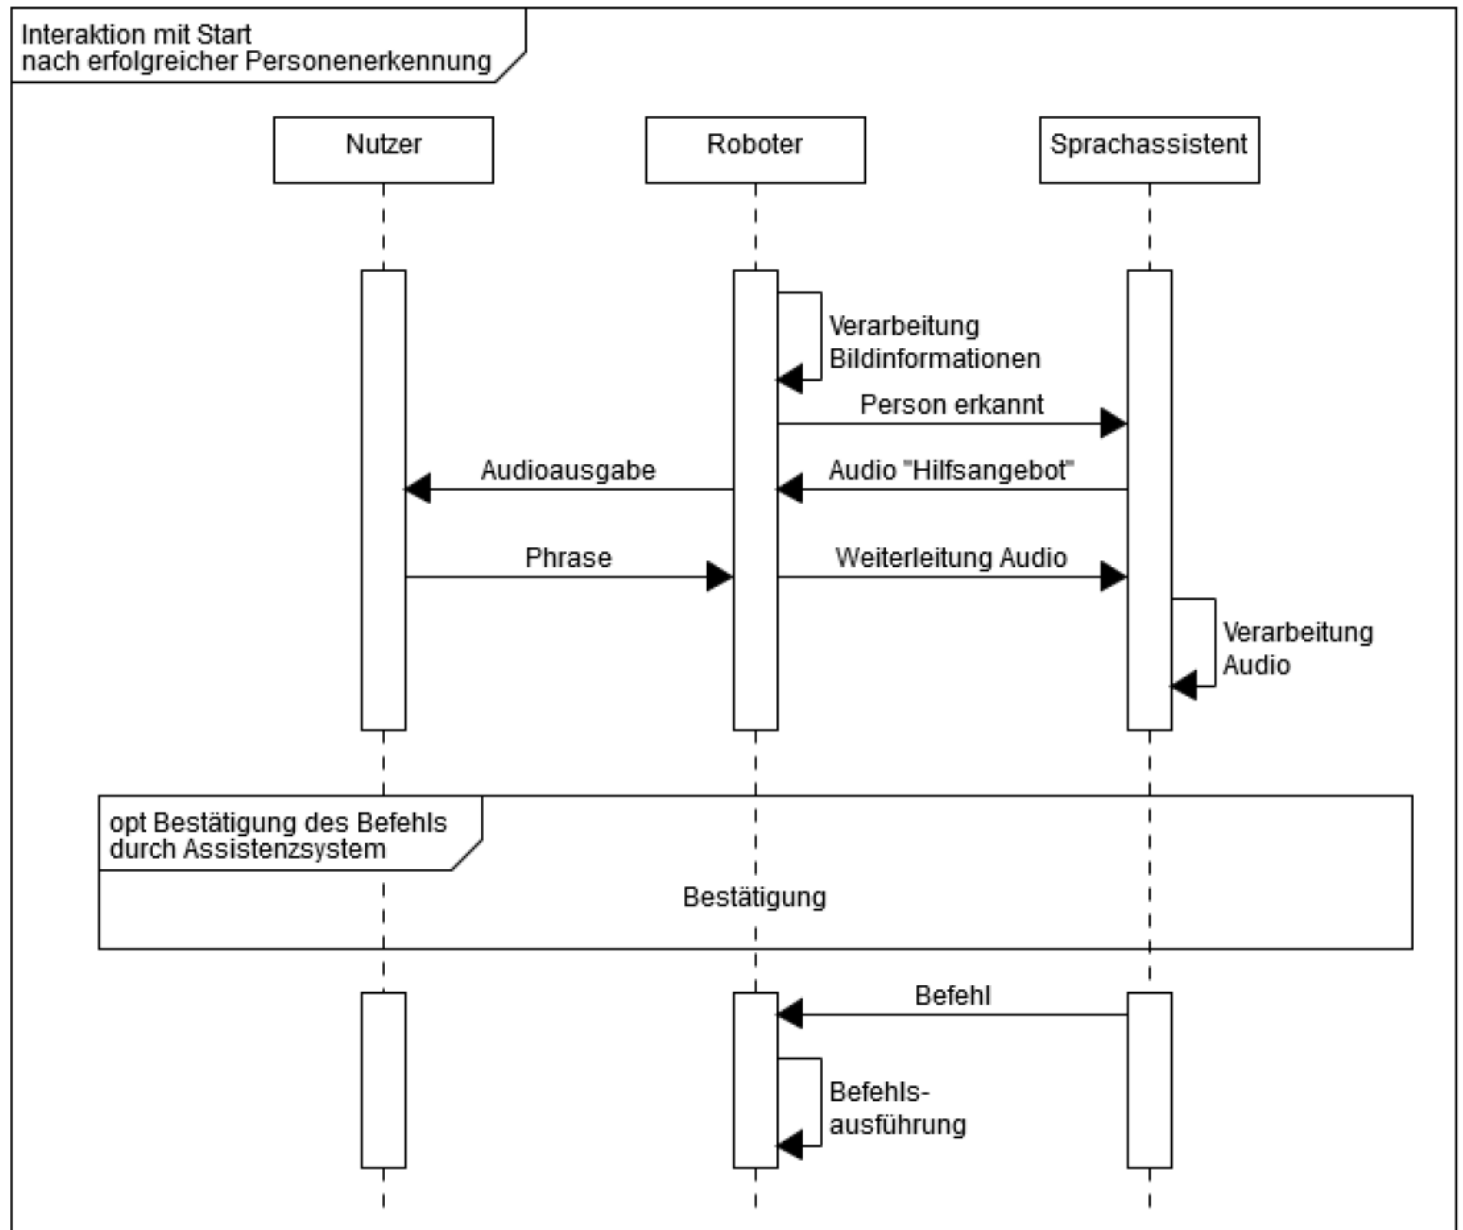 Interaktion mit Start
nach erfolgreicher Personenerkennung
Nutzer
Roboter
Sprachassistent
Verarbeitung
Bildinformationen
Person erkannt
Audioausgabe
Audio "Hilfsangebot"
Phrase
Weiterleitung Audio
Verarbeitung
Audio
opt Bestätigung des Befehls
durch Assistenzsystem
Bestätigung
Befehl
Befehls-
ausführung